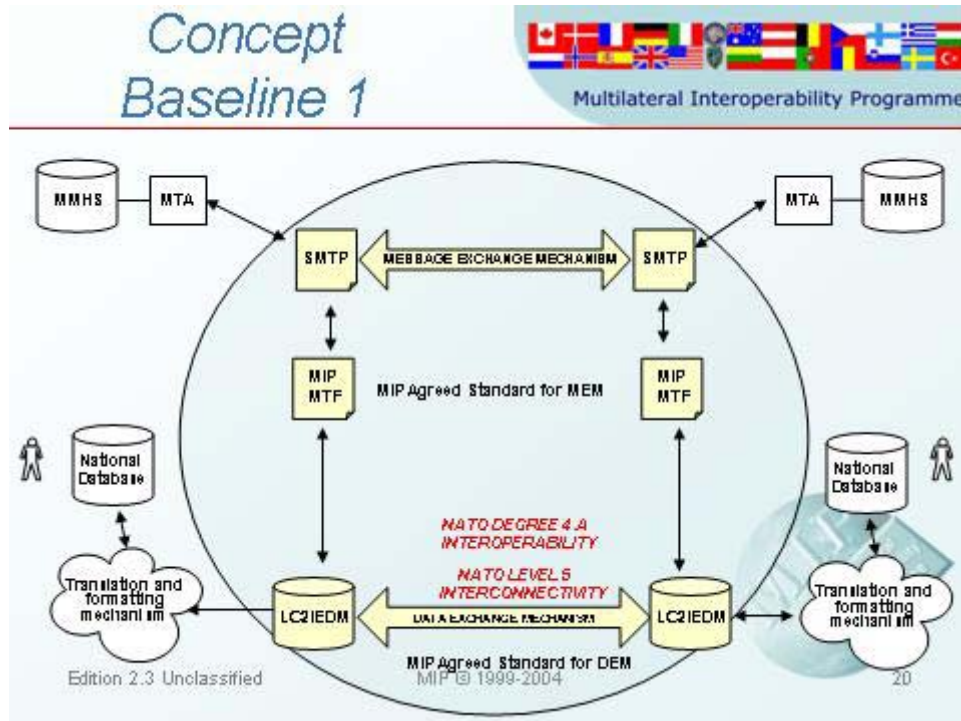 Concept
Baseline 1
Multilateral Interoperability Programme
MMHS
MTA
MTA
MMHS
SMTP
MESSAGE EXCHANGE MECHANISM
SMTP
MIP
MTF
MIP Agreed Standard for MEM
MIP
MTF
National
Database
National
Database
NATO DEGREE 4.A
INTEROPERABILITY
NATO LEVEL 5
INTERCONNECTIVITY
Translation and
formatting
mechanism
LC2IEDM
DATA EXCHANGE MECHANISM
LC2IEDM
Translation and
formatting
mechanism
MIP Agreed Standard for DEM
Edition 2.3 Unclassified
MIP © 1999-2004
20